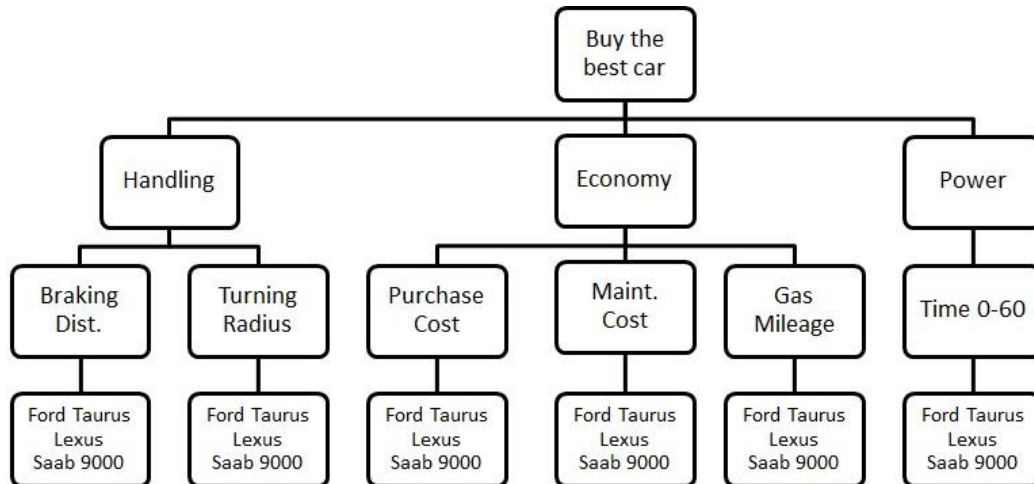 Buy the
best car
Handling
Economy
Power
Braking
Dist.
Turning
Radius
Purchase
Cost
Maint.
Cost
Gas
Mileage
Time 0-60
Ford Taurus
Lexus
Saab 9000
Ford Taurus
Lexus
Saab 9000
Ford Taurus
Lexus
Saab 9000
Ford Taurus
Lexus
Saab 9000
Ford Taurus
Lexus
Saab 9000
Ford Taurus
Lexus
Saab 9000